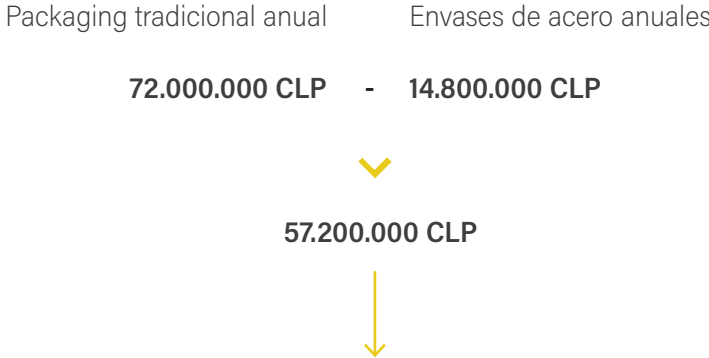 Packaging tradicional anual Envases de acero anuales
72.000.000 CLP - 14.800.000 CLP
57.200.000 CLP